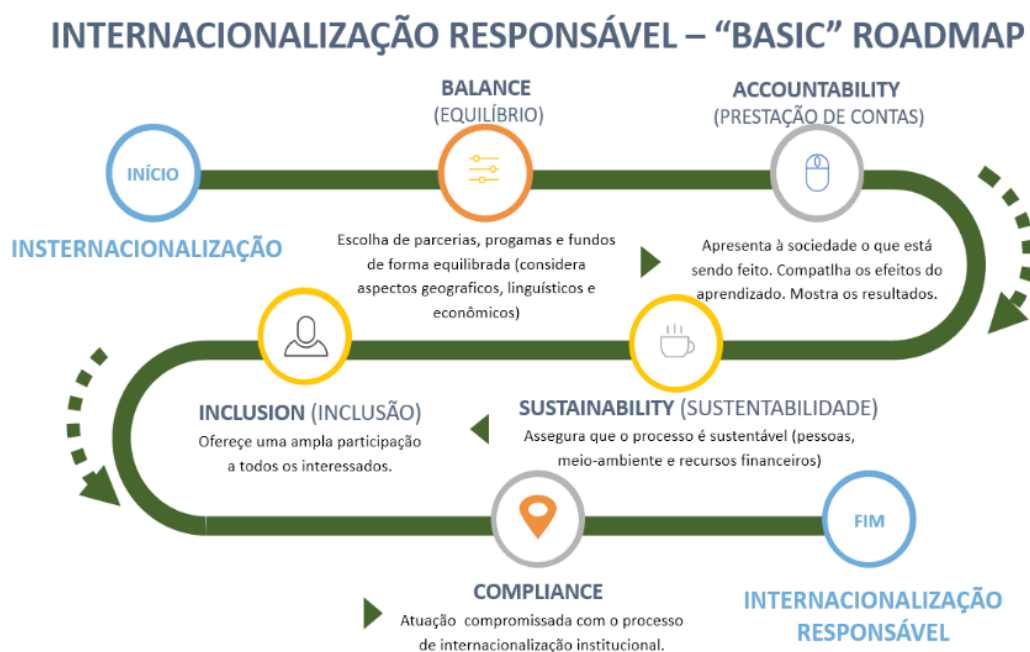 INTERNACIONALIZAÇÃO RESPONSÁVEL – “BASIC” ROADMAP
INÍCIO
INSTERNACIONALIZAÇÃO
BALANCE
(EQUILÍBRIO)
Escolha de parcerias, progamas e fundos
de forma equilibrada (considera
aspectos geograficos, linguísticos e
econômicos)
ACCOUNTABILITY
(PRESTAÇÃO DE CONTAS)
Apresenta à sociedade o que está
sendo feito. Compatlha os efeitos do
aprendizado. Mostra os resultados.
SUSTAINABILITY (SUSTENTABILIDADE)
Assegura que o processo é sustentável (pessoas,
meio-ambiente e recursos financeiros)
INCLUSION (INCLUSÃO)
Ofereçe uma ampla participação
a todos os interessados.
COMPLIANCE
Atuação compromissada com o processo
de internacionalização institucional.
FIM
INTERNACIONALIZAÇÃO
RESPONSÁVEL